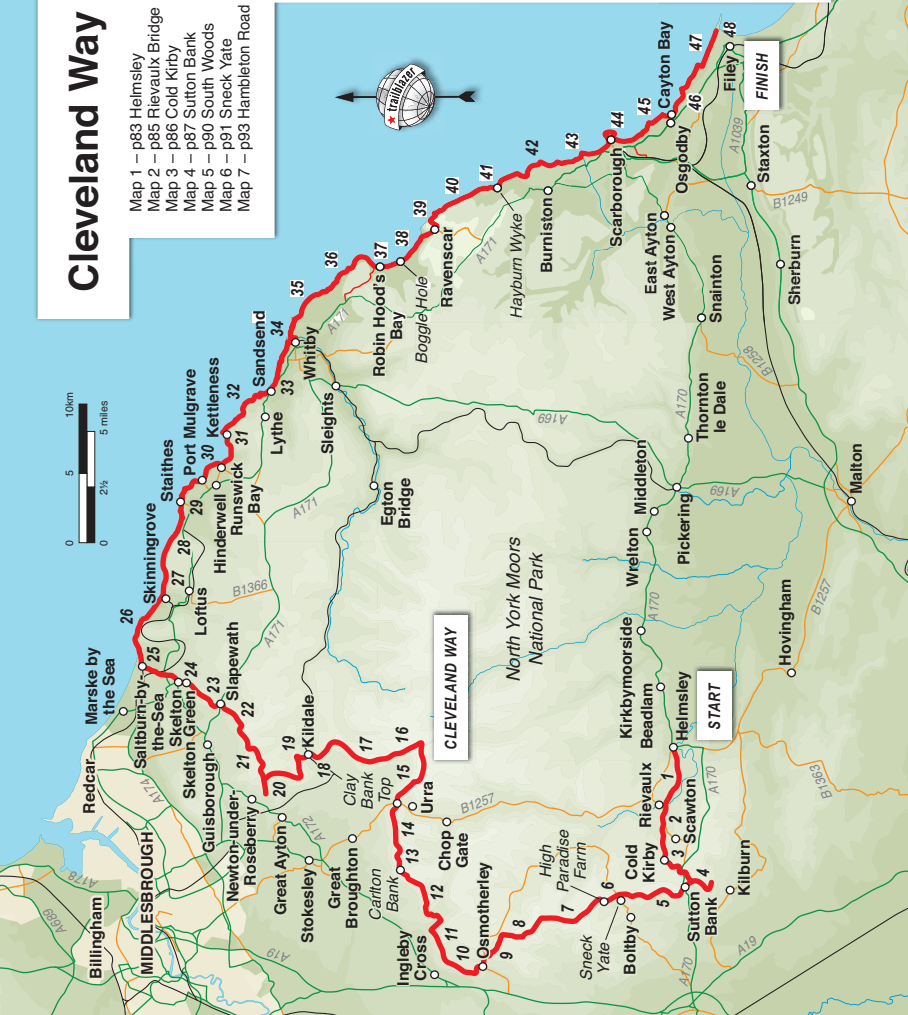 Cleveland Way
Map 1 – p83 Helmsley
Map 2 – p85 Rievaulx Bridge
Map 3 – p86 Cold Kirby
Map 4 – p87 Sutton Bank
Map 5 – p90 South Woods
Map 6 – p91 Sneck Yate
Map 7 – p93 Hambleton Road
trailblazer
0
5
10km
0
2½
5 miles
Billingham
MIDDLESBROUGH
Redcar
Marske by
the Sea
Saltburn-by-
the-Sea
Skelton
Skelton Green
Guisborough
Slapewath
Newton-under-
Roseberry
Great Ayton
Stokesley
Great
Broughton
Kildale
Clay
Bank
Top
Urra
Carlton
Bank
Chop
Gate
Ingleby
Cross
Osmotherley
High
Paradise
Farm
Sneck
Yate
Boltby
Cold
Kirby
Sutton
Bank
Kilburn
Scawton
Rievaulx
Helmsley
START
CLEVELAND WAY
Beadlam
Kirkbymoorside
North York Moors
National Park
Wrelton
Middleton
Pickering
Thornton
le Dale
Snainton
West Ayton
East Ayton
Hovingham
Malton
Sherburn
Staxton
Skinningrove
Loftus
Staithes
Hinderwell
Port Mulgrave
Runswick
Bay
Kettleness
Lythe
Sandsend
Whitby
Sleights
Egton
Bridge
Robin Hood's
Bay
Boggle Hole
Ravenscar
Hayburn Wyke
Burniston
Scarborough
Osgodby
Cayton Bay
Filey
FINISH
1
2
3
4
5
6
7
8
9
10
11
12
13
14
15
16
17
18
19
20
21
22
23
24
25
26
27
28
29
30
31
32
33
34
35
36
37
38
39
40
41
42
43
44
45
46
47
48
A689
A178
A19
A174
A172
A171
A171
B1366
A171
A171
A169
A169
A170
A170
A170
A170
A19
B1257
B1257
B1363
B1258
B1249
A1039